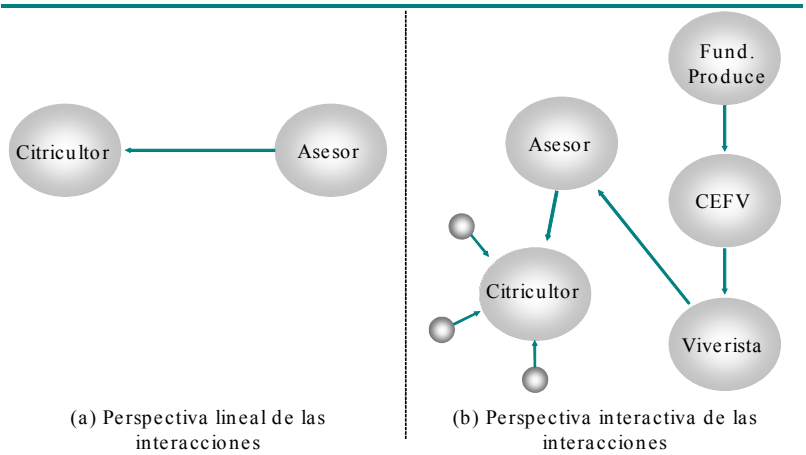 Citricultor
Asesor
(a) Perspectiva lineal de las
interacciones
Fund.
Produce
Asesor
CEFV
Citricultor
Viverista
(b) Perspectiva interactiva de las
interacciones